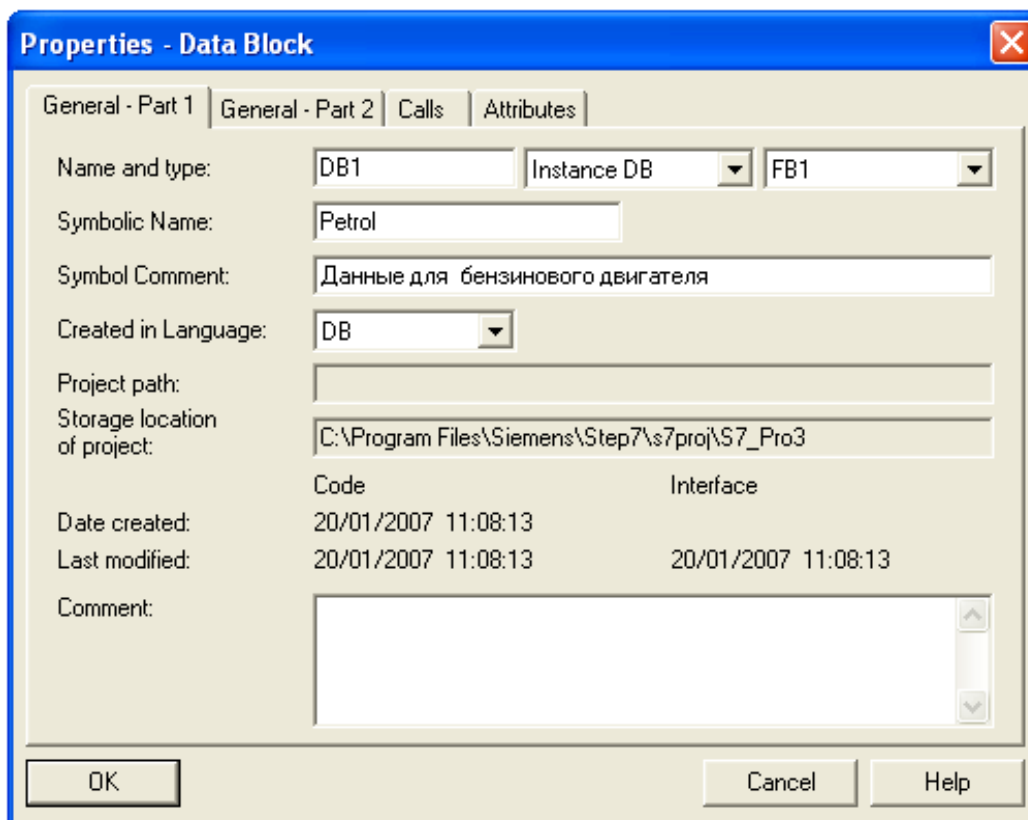 Properties - Data Block
General - Part 1 General - Part 2 Calls Attributes
Name and type: DB1 Instance DB FB1
Symbolic Name: Petrol
Symbol Comment: Данные для  бензинового двигателя
Created in Language: DB
Project path:
Storage location
of project: C:\Program Files\Siemens\Step7\s7proj\S7_Pro3
Code Interface
Date created: 20/01/2007 11:08:13
Last modified: 20/01/2007 11:08:13 20/01/2007 11:08:13
Comment:
OK Cancel Help